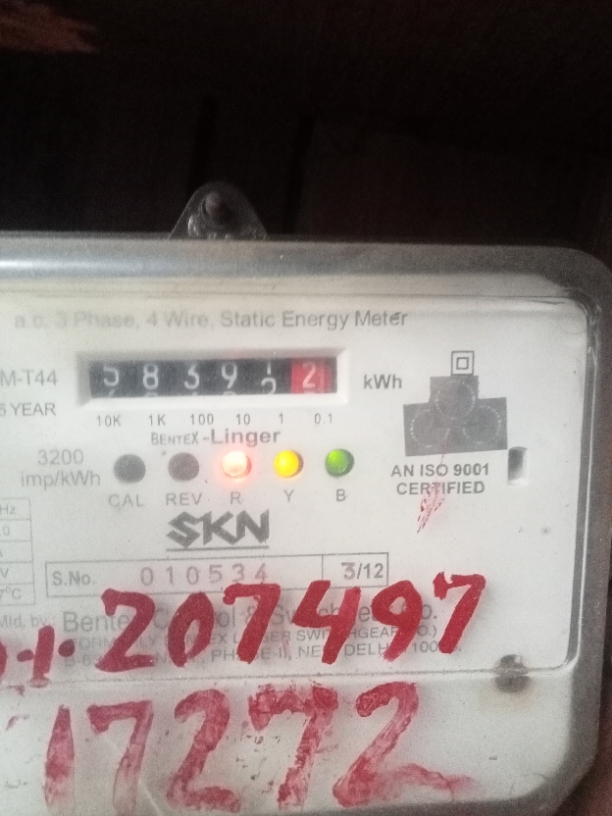 a.c. 3 Phase, 4 Wire, Static Energy Meter
M-T44
5 8 3 9 2
kWh
5 YEAR
10K 1K 100 10 1 0.1
BENTEX-Linger
3200
imp/kWh
CAL REV R Y B
AN ISO 9001
CERTIFIED
SKN
S.No. 010534 3/12
Hz
V
7°C
207497
17272